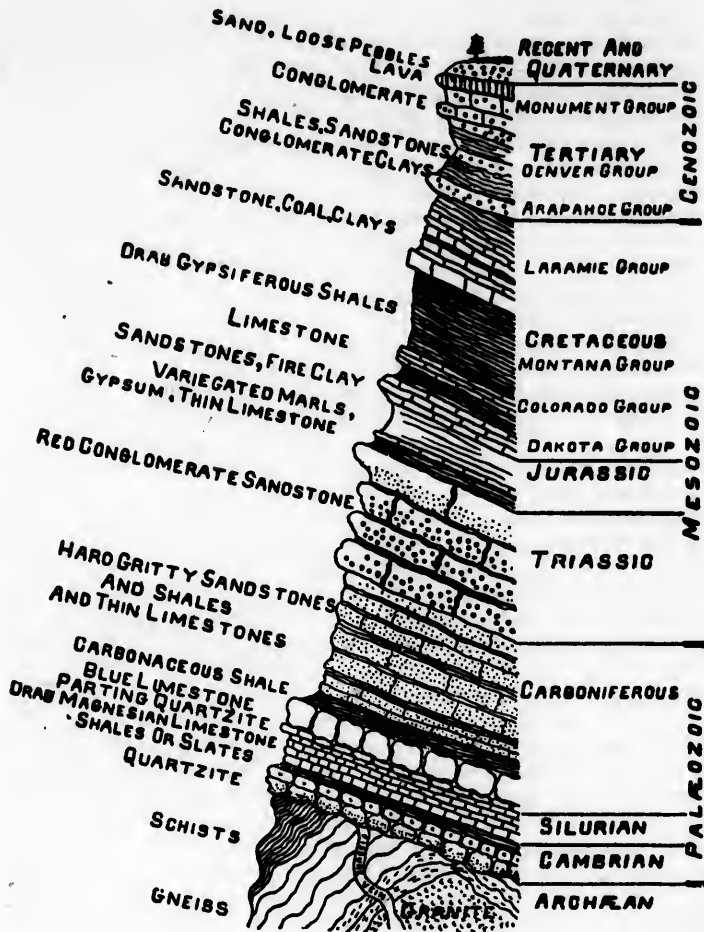 SAND, LOOSE PEBBLES
LAVA
CONGLOMERATE
SHALES, SANDSTONES
CONGLOMERATE CLAYS
SANDSTONE, COAL, CLAYS
DRAB GYPSIFEROUS SHALES
LIMESTONE
SANDSTONES, FIRE CLAY
VARIEGATED MARLS,
GYPSUM, THIN LIMESTONE
RED CONGLOMERATE SANDSTONE
HARD GRITTY SANDSTONES
AND SHALES
AND THIN LIMESTONES
CARBONACEOUS SHALE
BLUE LIMESTONE
PARTING QUARTZITE
DRAB MAGNESIAN LIMESTONE
SHALES OR SLATES
QUARTZITE
SCHISTS
GNEISS
GRANITE
RECENT AND
QUATERNARY
MONUMENT GROUP
TERTIARY
DENVER GROUP
ARAPAHOE GROUP
LARAMIE GROUP
CRETACEOUS
MONTANA GROUP
COLORADO GROUP
DAKOTA GROUP
JURASSIC
TRIASSIC
CARBONIFEROUS
SILURIAN
CAMBRIAN
ARCHÆAN
CENOZOIC
MESOZOIC
PALÆOZOIC